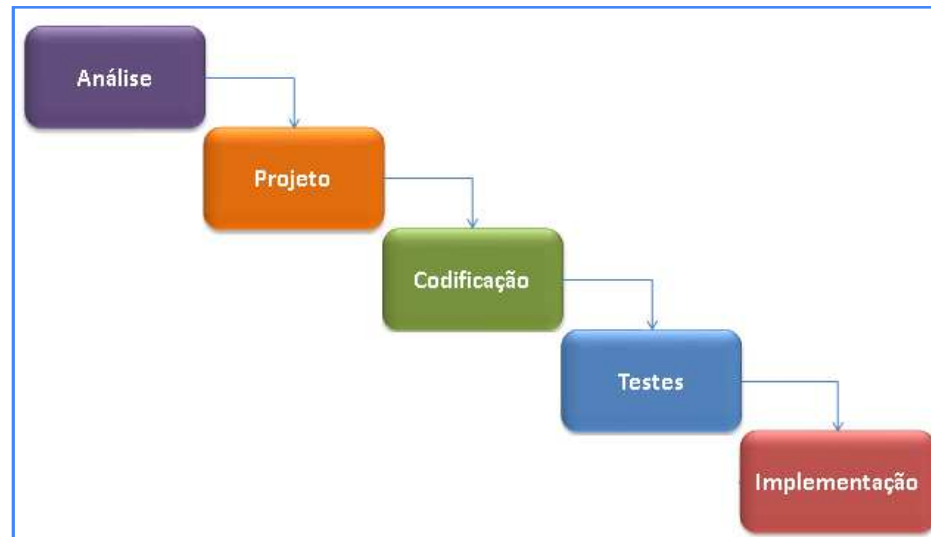 Análise
Projeto
Codificação
Testes
Implementação